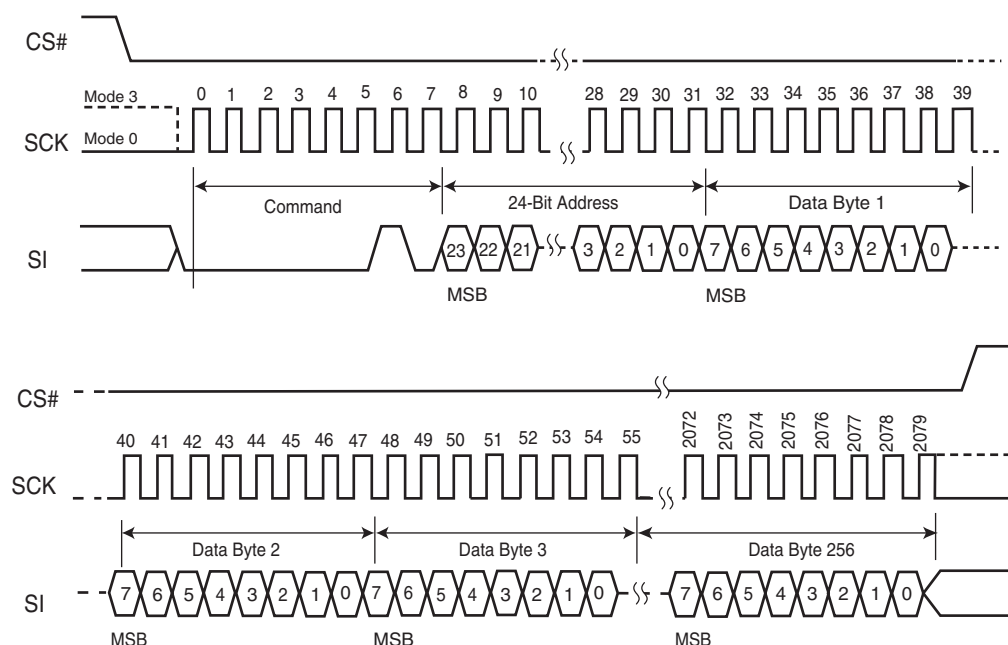 CS#
Mode 3
Mode 0
SCK
0 1 2 3 4 5 6 7 8 9 10 28 29 30 31 32 33 34 35 36 37 38 39
Command
24-Bit Address
Data Byte 1
SI
23 22 21 3 2 1 0 7 6 5 4 3 2 1 0
MSB
MSB
CS#
SCK
40 41 42 43 44 45 46 47 48 49 50 51 52 53 54 55 2072 2073 2074 2075 2076 2077 2078 2079
Data Byte 2
Data Byte 3
Data Byte 256
SI
7 6 5 4 3 2 1 0 7 6 5 4 3 2 1 0 7 6 5 4 3 2 1 0
MSB
MSB
MSB